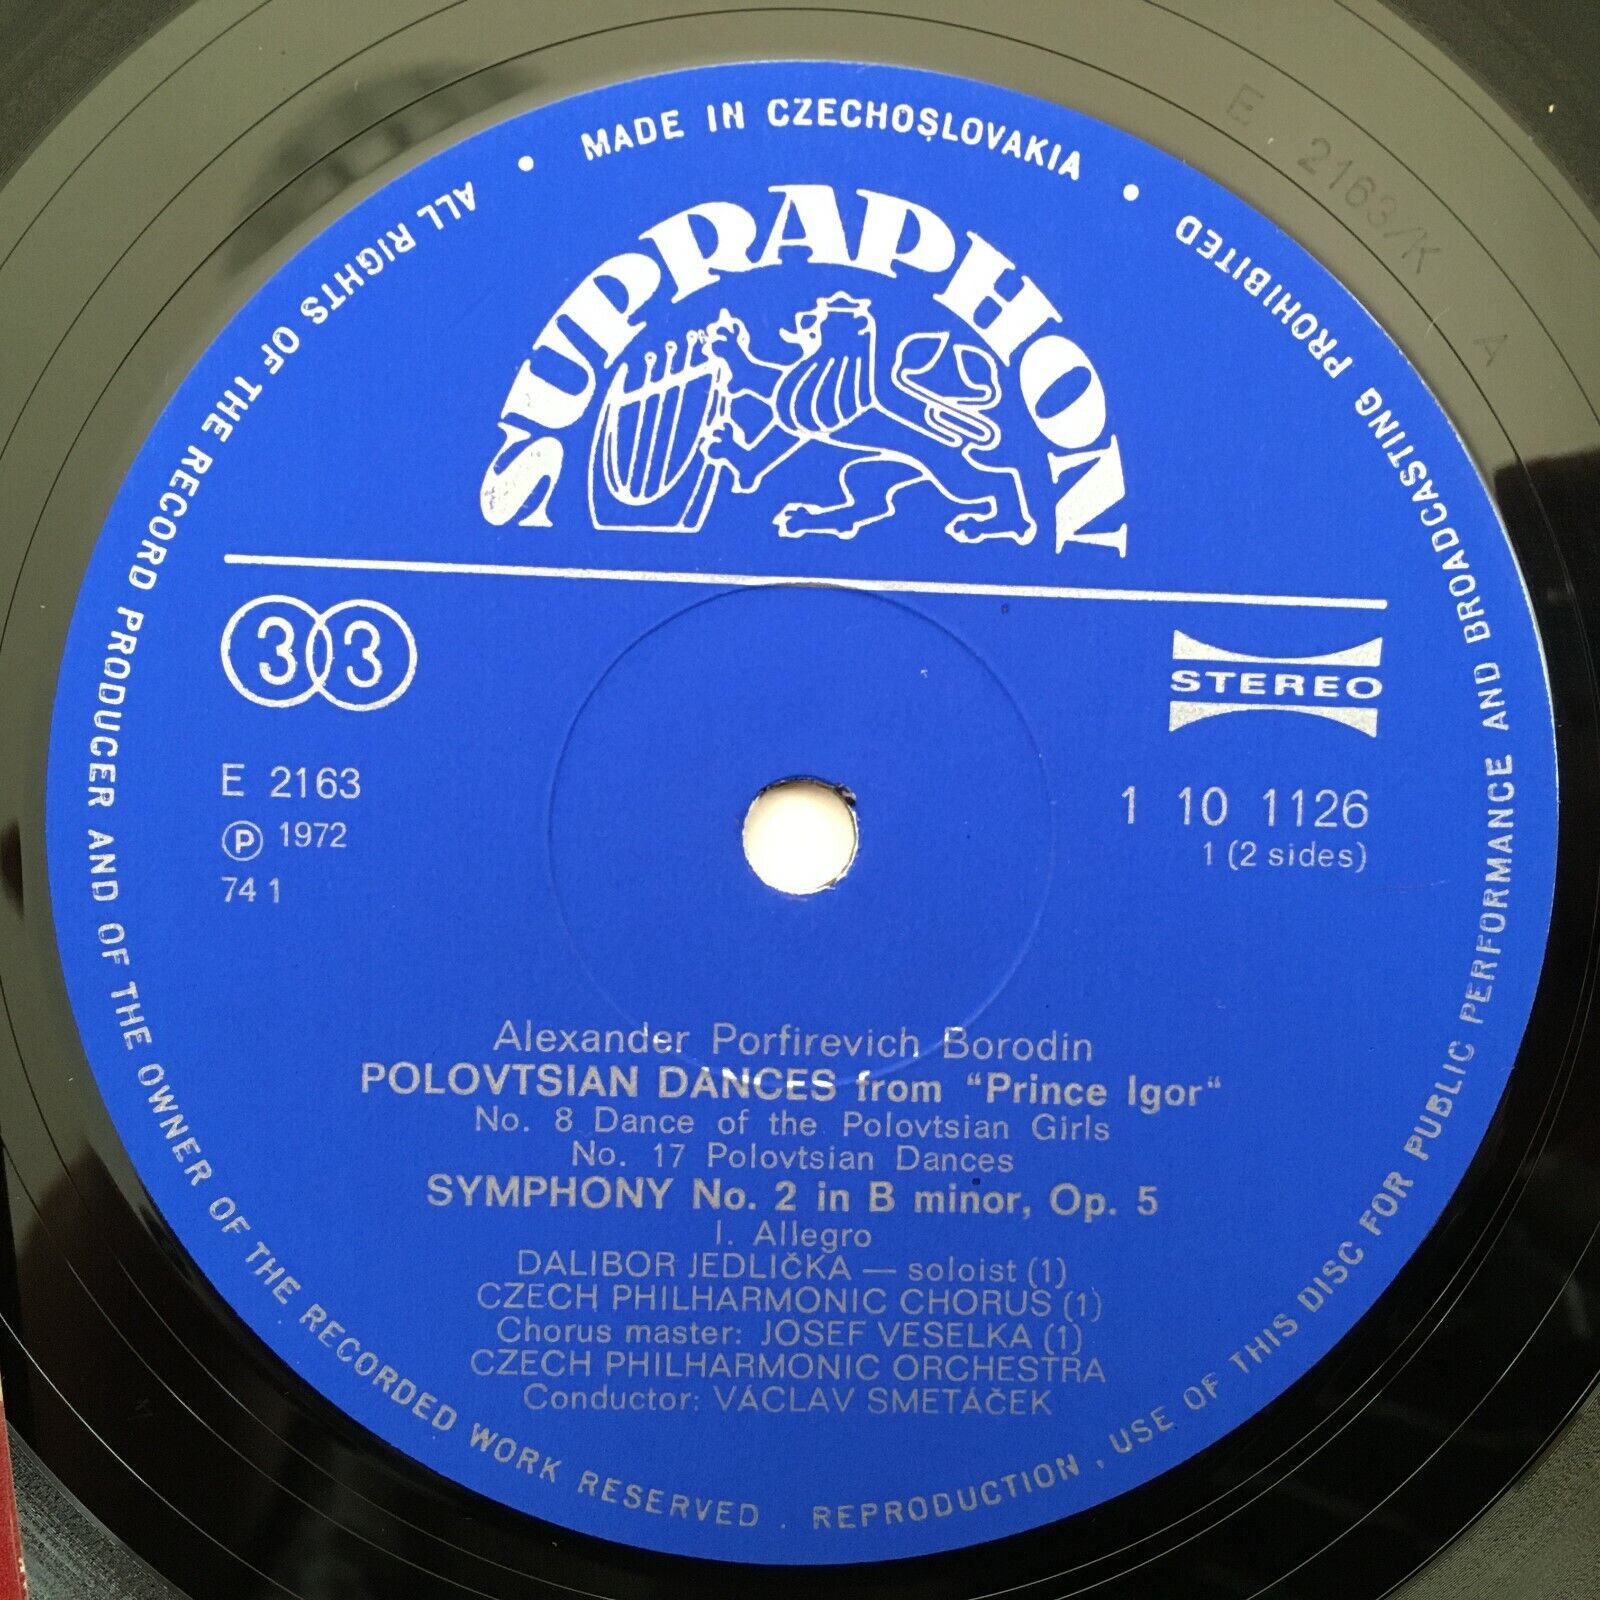 MADE IN CZECHOSLOVAKIA
ALL RIGHTS OF THE RECORD PRODUCER AND OF THE OWNER OF THE RECORDED WORK RESERVED . REPRODUCTION , USE OF THIS DISC FOR PUBLIC PERFORMANCE AND BROADCASTING PROHIBITED
E 2163/K A
SUPRAPHON
33
STEREO
E 2163
Ⓟ 1972
74 1
1 10 1126
1 (2 sides)
Alexander Porfirevich Borodin
POLOVTSIAN DANCES from “Prince Igor“
No. 8 Dance of the Polovtsian Girls
No. 17 Polovtsian Dances
SYMPHONY No. 2 in B minor, Op. 5
I. Allegro
DALIBOR JEDLIČKA — soloist (1)
CZECH PHILHARMONIC CHORUS (1)
Chorus master: JOSEF VESELKA (1)
CZECH PHILHARMONIC ORCHESTRA
Conductor: VÁCLAV SMETÁČEK